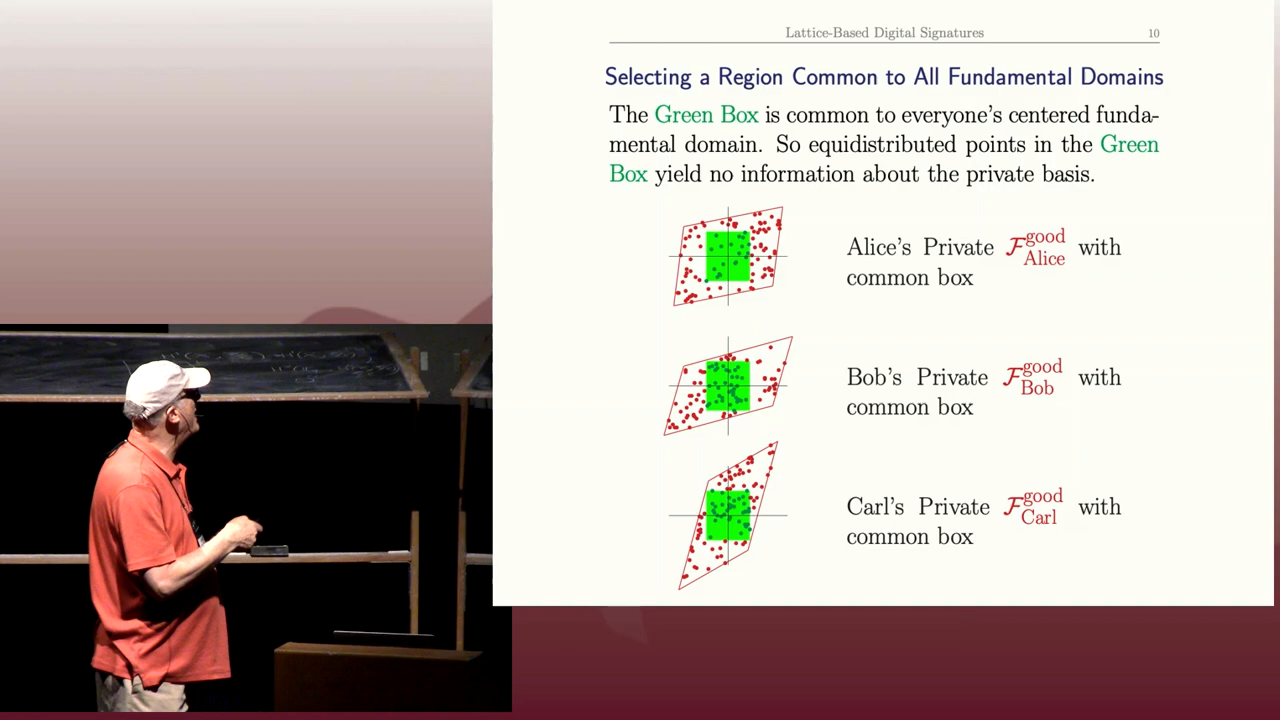 Lattice-Based Digital Signatures 10
Selecting a Region Common to All Fundamental Domains
The Green Box is common to everyone's centered funda-
mental domain. So equidistributed points in the Green
Box yield no information about the private basis.
Alice's Private F^good_Alice with
common box
Bob's Private F^good_Bob with
common box
Carl's Private F^good_Carl with
common box